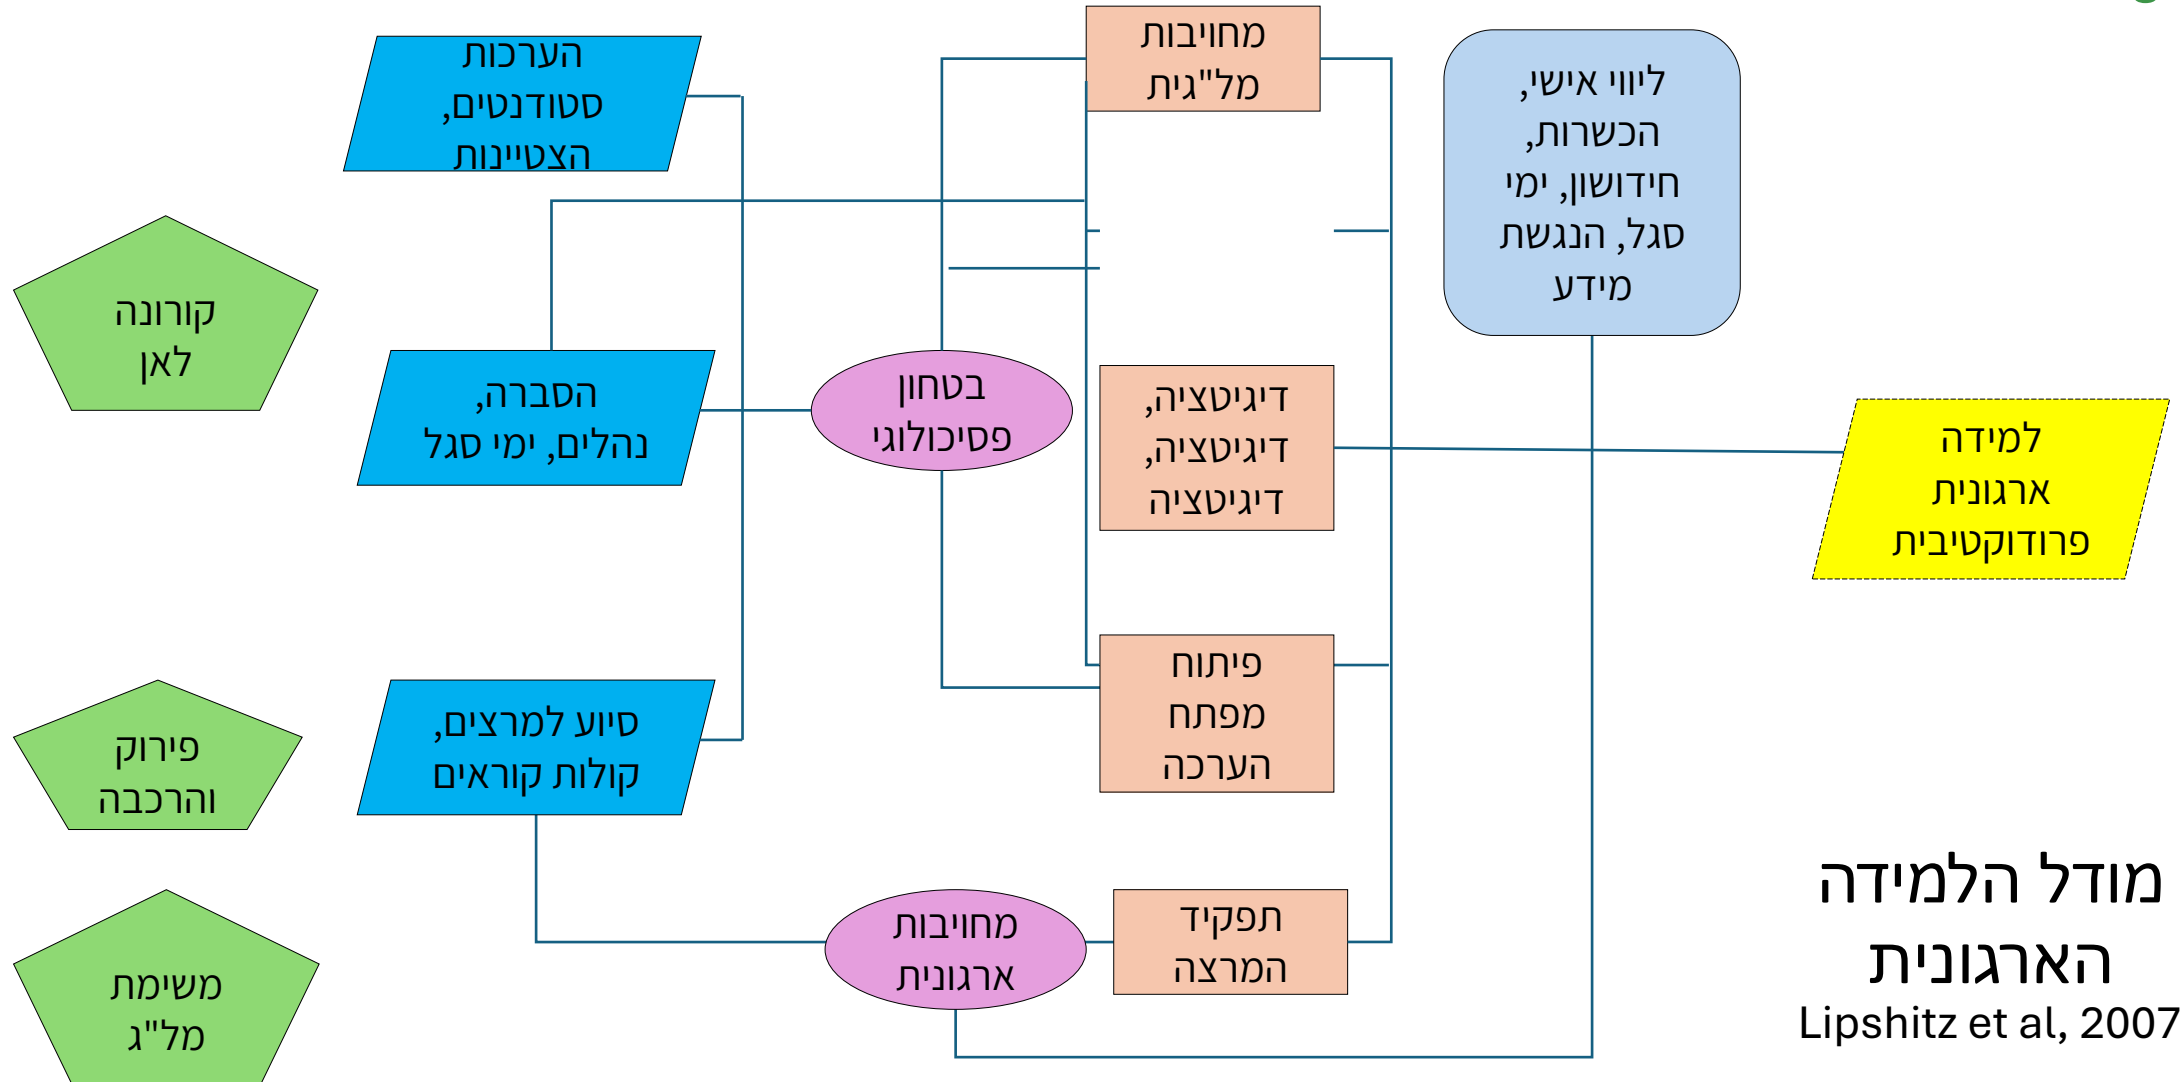 מחויבות
מל"גית
הערכות
סטודנטים,
הצטיינות
ליווי אישי,
הכשרות,
חידושון, ימי
סגל, הנגשת
מידע
קורונה
לאן
הסברה,
נהלים, ימי סגל
בטחון
פסיכולוגי
דיגיטציה,
דיגיטציה,
דיגיטציה
למידה
ארגונית
פרודוקטיבית
פיתוח
מפתח
הערכה
פירוק
והרכבה
סיוע למרצים,
קולות קוראים
מחויבות
ארגונית
תפקיד
המרצה
משימת
מל"ג
מודל הלמידה
הארגונית
Lipshitz et al, 2007